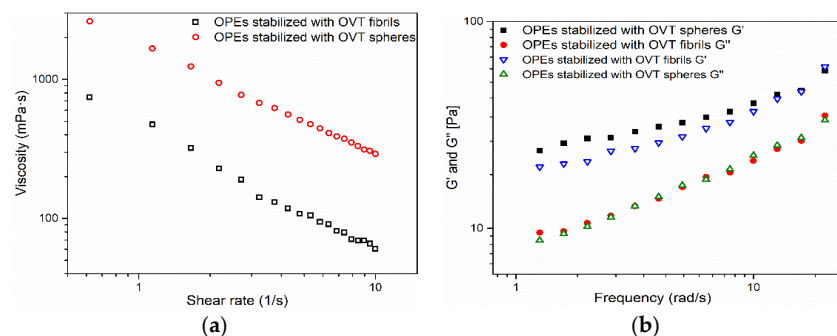 OPEs stabilized with OVT fibrils
OPEs stabilized with OVT spheres
1000
100
Viscosity (mPa·s)
1
10
Shear rate (1/s)
(a)
OPEs stabilized with OVT spheres G'
OPEs stabilized with OVT fibrils G"
OPEs stabilized with OVT fibrils G'
OPEs stabilized with OVT spheres G"
100
10
G' and G" [Pa]
1
10
Frequency (rad/s)
(b)